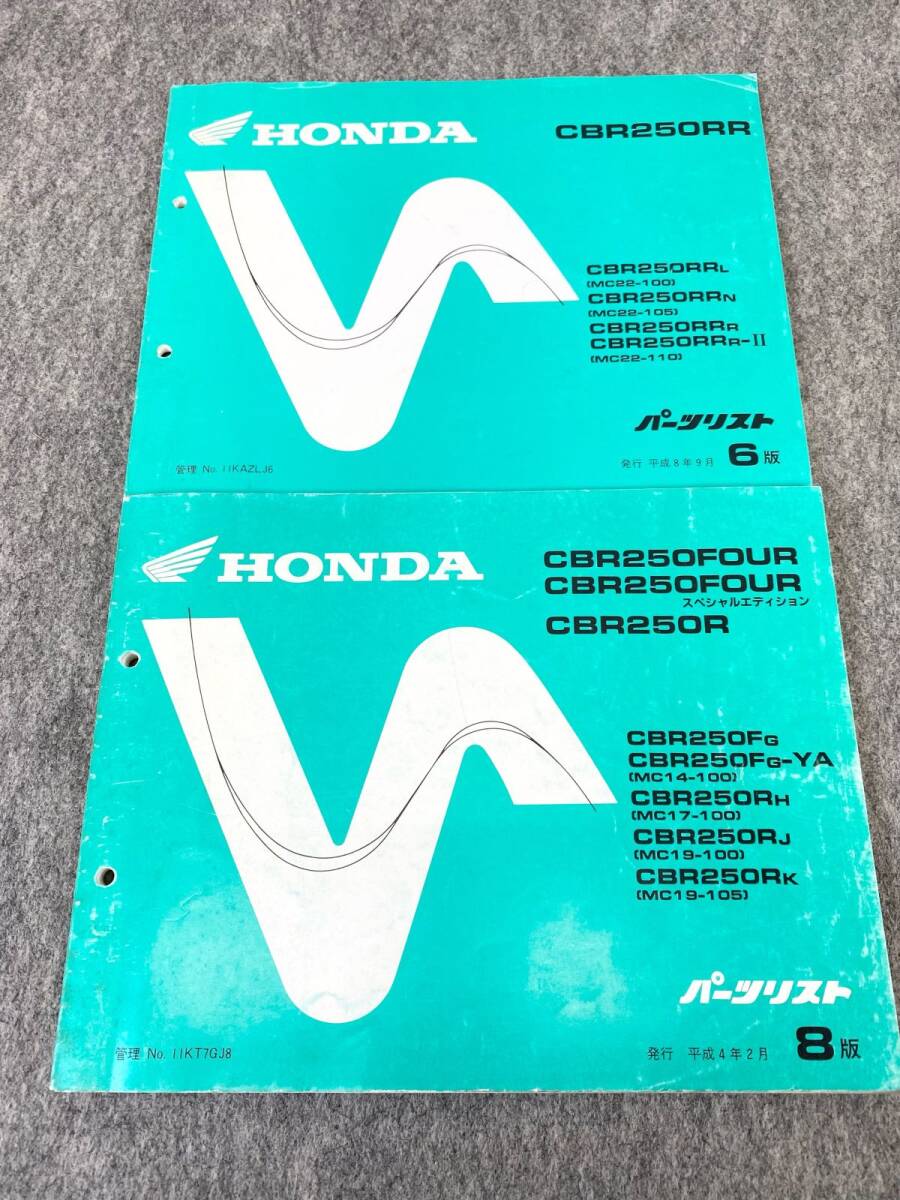 HONDA
CBR250RR
CBR250RRL
(MC22-100)
CBR250RRN
(MC22-105)
CBR250RRR
CBR250RRR-II
(MC22-110)
パーツリスト
管理 No. 11KAZLJ6
発行 平成8年9月 6版
HONDA
CBR250FOUR
CBR250FOUR
スペシャルエディション
CBR250R
CBR250FG
CBR250FG-YA
(MC14-100)
CBR250RH
(MC17-100)
CBR250RJ
(MC19-100)
CBR250RK
(MC19-105)
パーツリスト
管理 No. 11KT7GJ8
発行 平成4年2月 8版